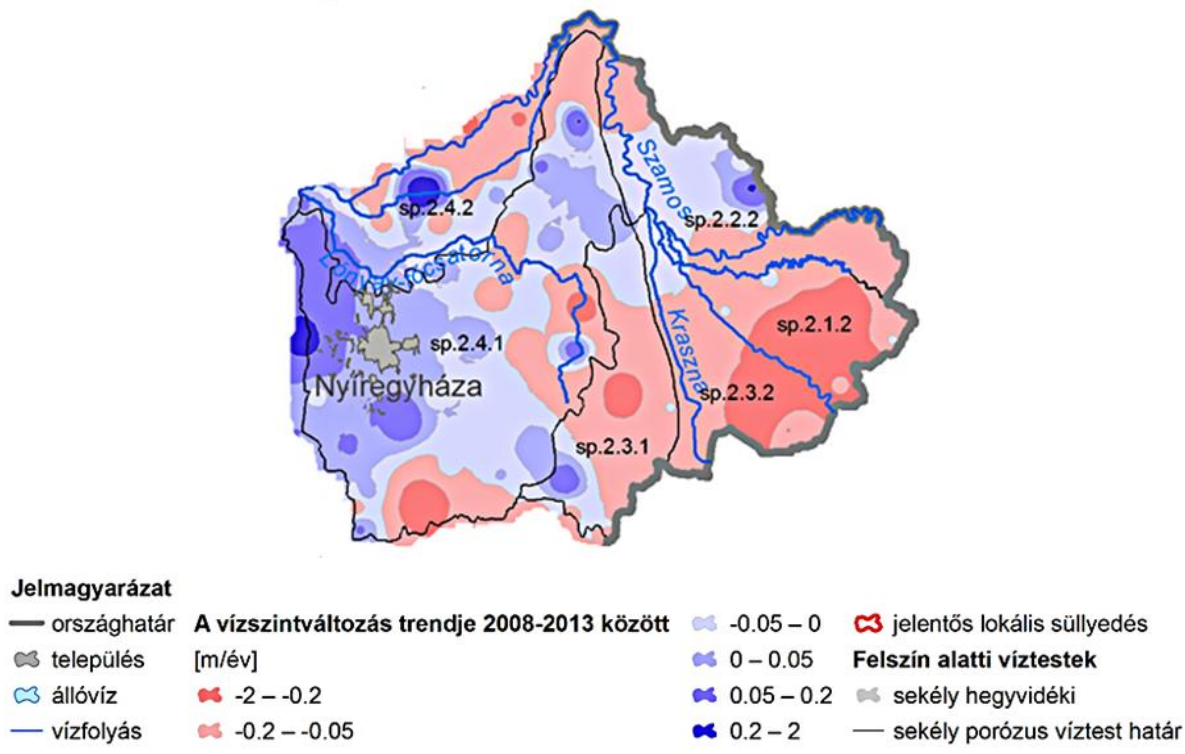 Szamos
sp.2.4.2
sp.2.2.2
Lónyay-főcsatorna
sp.2.1.2
sp.2.4.1
Kraszna
Nyíregyháza
sp.2.3.2
sp.2.3.1
Jelmagyarázat
országhatár
település
állóvíz
vízfolyás
A vízszintváltozás trendje 2008-2013 között
[m/év]
-2 – -0.2
-0.2 – -0.05
-0.05 – 0
0 – 0.05
0.05 – 0.2
0.2 – 2
jelentős lokális süllyedés
Felszín alatti víztestek
sekély hegyvidéki
sekély porózus víztest határ